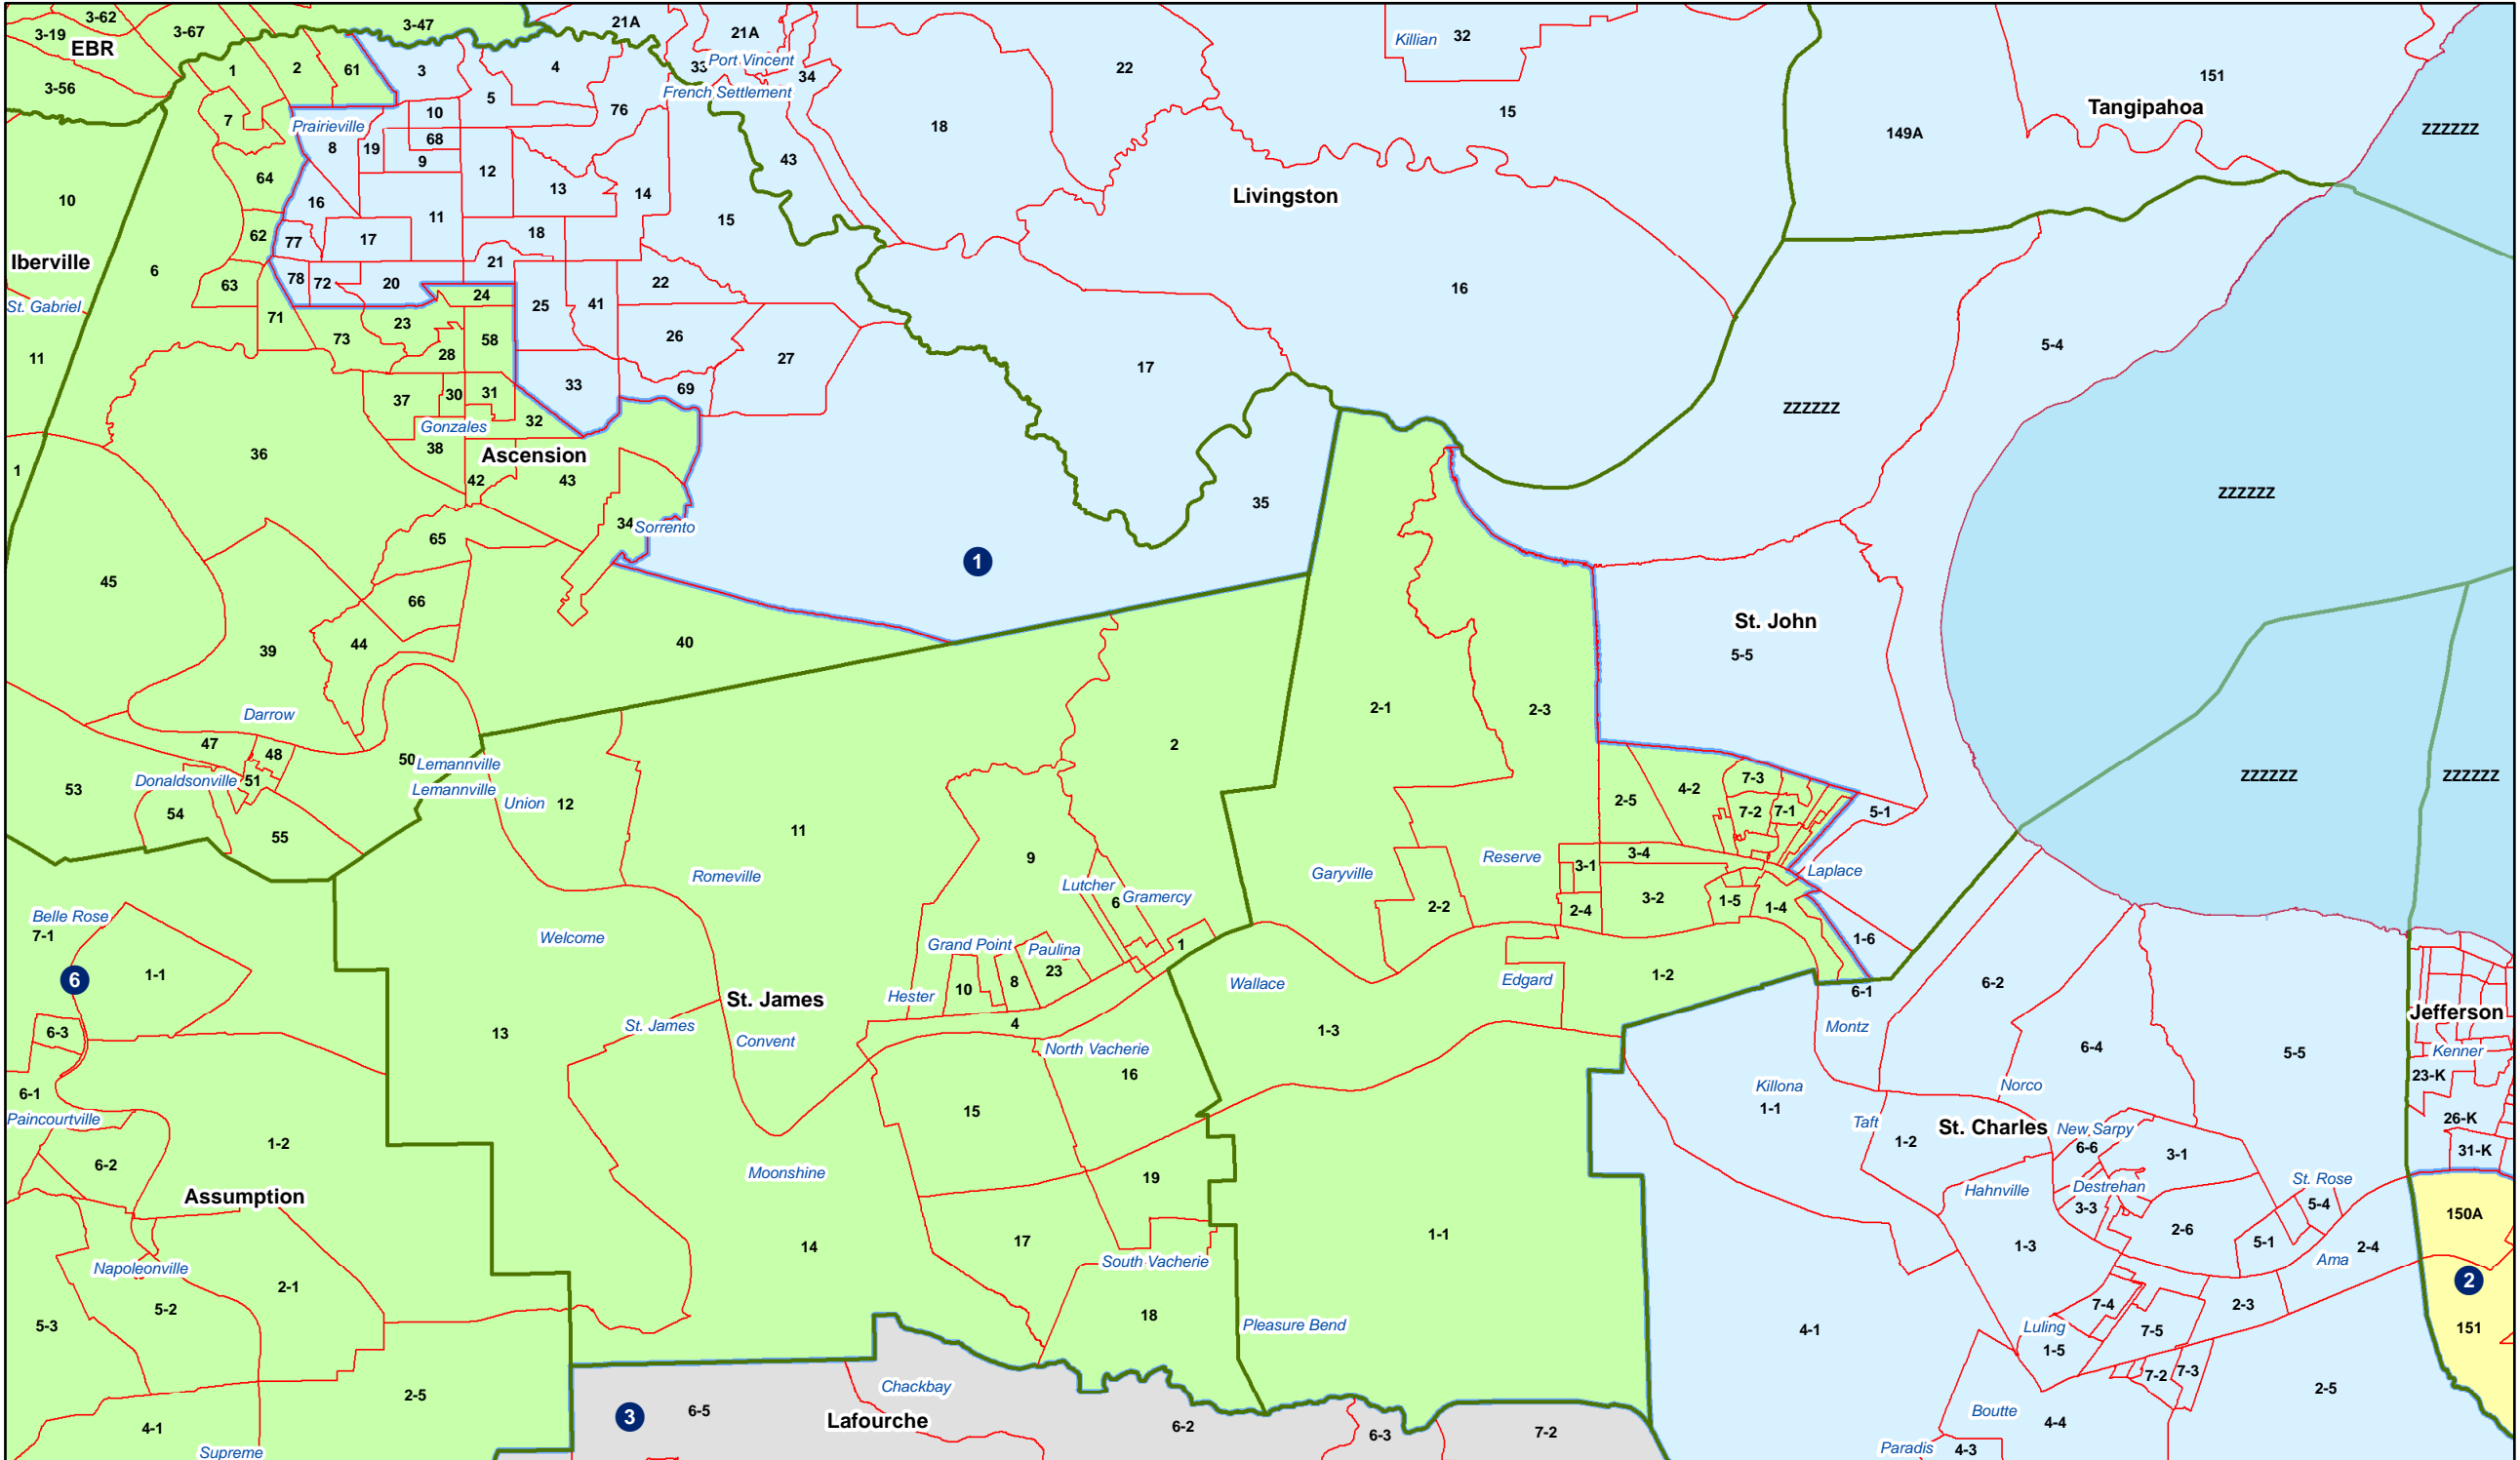 3-62
3-47
21A
3-19
3-67
EBR
21A
Killian
32
33
Port Vincent
1
2
61
3
4
34
22
151
3-56
5
French Settlement
76
15
Tangipahoa
7
10
Prairieville
18
149A
zzzzzz
8
19
68
9
43
12
64
13
14
10
16
11
Livingston
15
62
77
17
18
Iberville
6
21
78
72
20
22
63
24
16
St. Gabriel
25
41
71
23
73
58
26
5-4
11
28
27
17
33
69
37
30
31
zzzzzz
32
Gonzales
38
36
Ascension
1
42
43
zzzzzz
35
34
Sorrento
65
1
45
66
St. John
44
40
39
5-5
2-1
2-3
Darrow
47
48
2
50
Lemannville
7-3
zzzzzz
zzzzzz
Donaldsonville
51
53
Lemannville
4-2
Union
12
2-5
7-2
7-1
5-1
54
11
55
9
Reserve
3-4
3-1
Garyville
Laplace
Romeville
Lutcher
Gramercy
6
3-2
1-5
2-2
2-4
1-4
Belle Rose
7-1
Welcome
Grand Point
Paulina
1
1-6
6
1-1
23
8
10
Wallace
Edgard
1-2
6-2
6-1
Hester
St. James
Jefferson
6-3
13
St. James
4
1-3
Montz
Convent
North Vacherie
6-4
5-5
Kenner
16
23-K
6-1
Killona
Norco
15
1-1
Paincourtville
26-K
Taft
St. Charles
New Sarpy
1-2
1-2
6-6
31-K
6-2
3-1
Moonshine
19
Assumption
Hahnville
Destrehan
St. Rose
3-3
5-4
150A
2-6
1-1
17
5-1
14
1-3
2-4
South Vacherie
Ama
Napoleonville
2
2-1
5-2
7-4
2-3
18
5-3
Pleasure Bend
Luling
4-1
7-5
151
1-5
7-3
7-2
Chackbay
2-5
2-5
3
6-5
Boutte
Lafourche
4-4
4-1
6-2
6-3
7-2
Supreme
Paradis
4-3